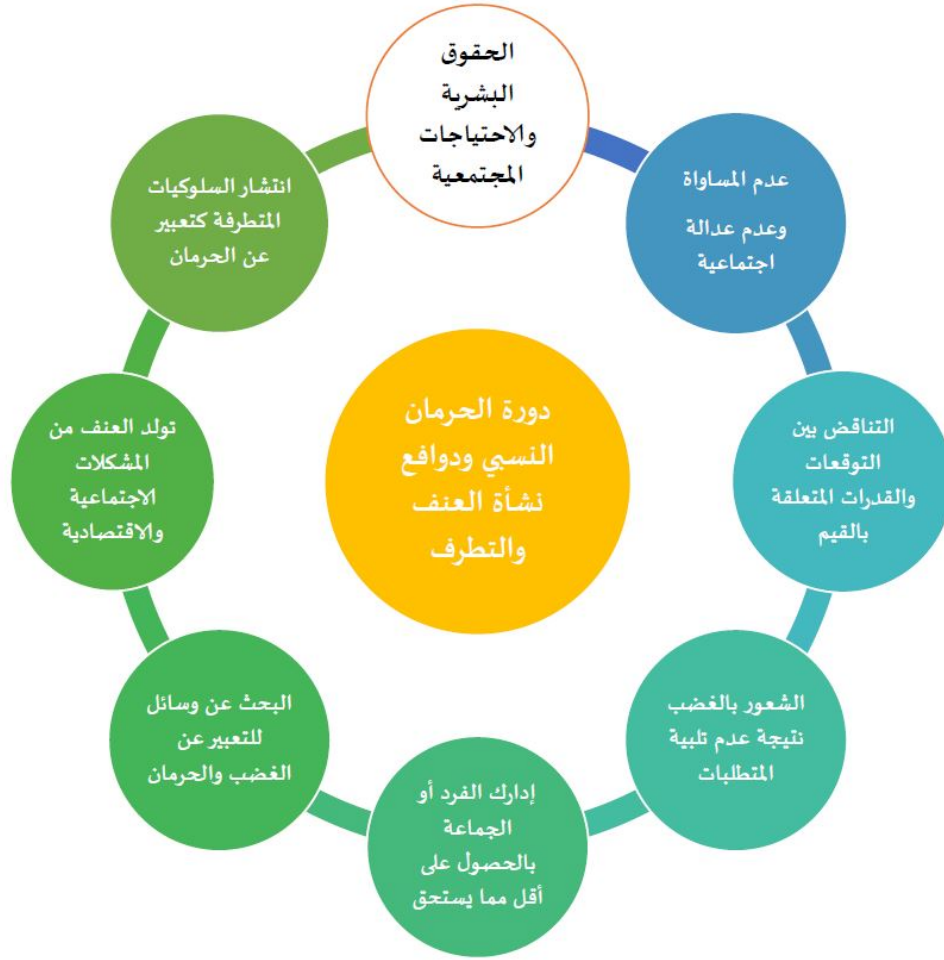 الحقوق
البشرية
والاحتياجات
المجتمعية
عدم المساواة
وعدم عدالة
اجتماعية
التناقض بين
التوقعات
والقدرات المتعلقة
بالقيم
الشعور بالغضب
نتيجة عدم تلبية
المتطلبات
إدارك الفرد أو
الجماعة
بالحصول على
أقل مما يستحق
البحث عن وسائل
للتعبير عن
الغضب والحرمان
تولد العنف من
المشكلات
الاجتماعية
والاقتصادية
انتشار السلوكيات
المتطرفة كتعبير
عن الحرمان
دورة الحرمان
النسبي ودوافع
نشأة العنف
والتطرف